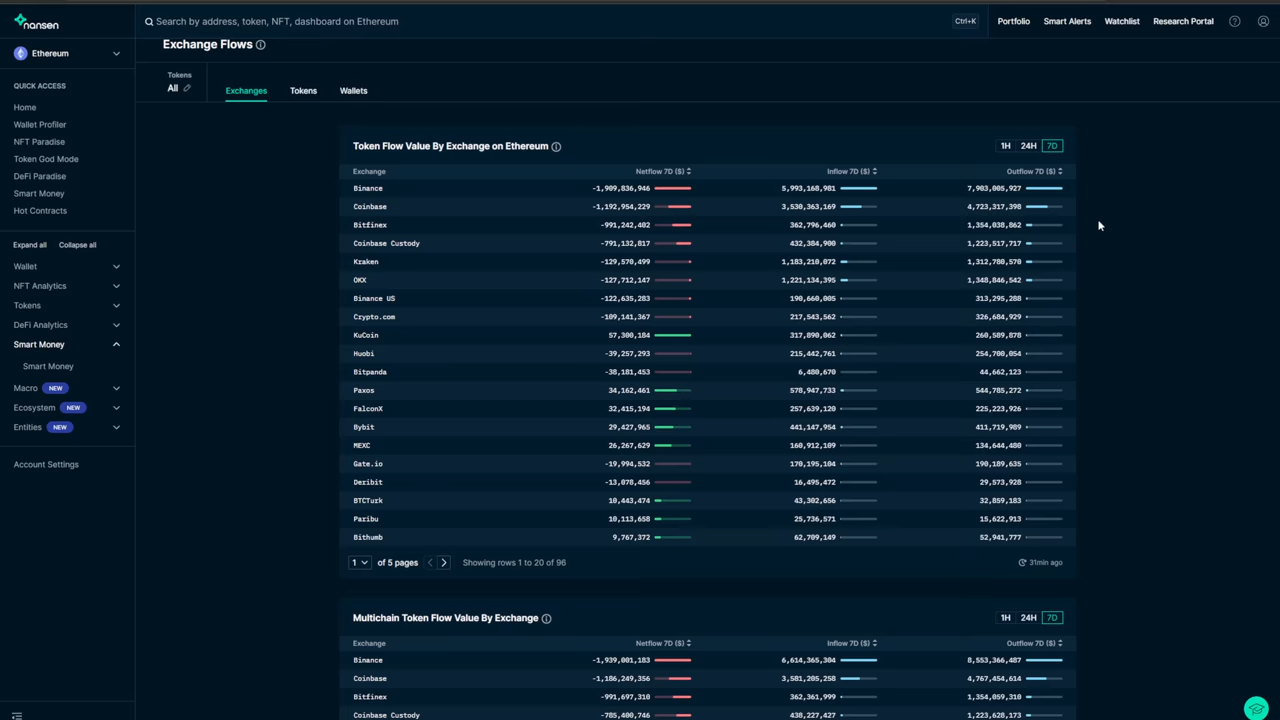 nansen
Search by address, token, NFT, dashboard on Ethereum
Ctrl+K
Portfolio
Smart Alerts
Watchlist
Research Portal
Ethereum
QUICK ACCESS
Home
Wallet Profiler
NFT Paradise
Token God Mode
DeFi Paradise
Smart Money
Hot Contracts
Expand all Collapse all
Wallet
NFT Analytics
Tokens
DeFi Analytics
Smart Money
Smart Money
Macro NEW
Ecosystem NEW
Entities NEW
Account Settings
Exchange Flows
Tokens
All
Exchanges Tokens Wallets
Token Flow Value By Exchange on Ethereum 1H 24H 7D
Exchange Netflow 7D ($) Inflow 7D ($) Outflow 7D ($)
Binance -1,909,836,946 5,993,168,981 7,903,005,927
Coinbase -1,192,954,229 3,530,363,169 4,723,317,398
Bitfinex -991,242,402 362,796,460 1,354,038,862
Coinbase Custody -791,132,817 432,384,900 1,223,517,717
Kraken -129,570,499 1,183,210,072 1,312,780,570
OKX -127,712,147 1,221,134,395 1,348,846,542
Binance US -122,635,283 190,660,005 313,295,288
Crypto.com -109,141,367 217,543,562 326,684,929
KuCoin 57,300,184 317,890,062 260,589,878
Huobi -39,257,293 215,442,761 254,700,054
Bitpanda -38,181,453 6,480,670 44,662,123
Paxos 34,162,461 578,947,733 544,785,272
FalconX 32,415,194 257,639,120 225,223,926
Bybit 29,427,965 441,147,954 411,719,989
MEXC 26,267,629 160,912,109 134,644,480
Gate.io -19,994,532 170,195,104 190,189,635
Deribit -13,078,456 16,495,472 29,573,928
BTCTurk 10,443,474 43,302,656 32,859,183
Paribu 10,113,658 25,736,571 15,622,913
Bithumb 9,767,372 62,709,149 52,941,777
1 of 5 pages Showing rows 1 to 20 of 96 31min ago
Multichain Token Flow Value By Exchange 1H 24H 7D
Exchange Netflow 7D ($) Inflow 7D ($) Outflow 7D ($)
Binance -1,939,001,183 6,614,365,304 8,553,366,487
Coinbase -1,186,249,356 3,581,205,258 4,767,454,614
Bitfinex -991,697,310 362,361,999 1,354,059,310
Coinbase Custody -785,400,746 438,227,427 1,223,628,173